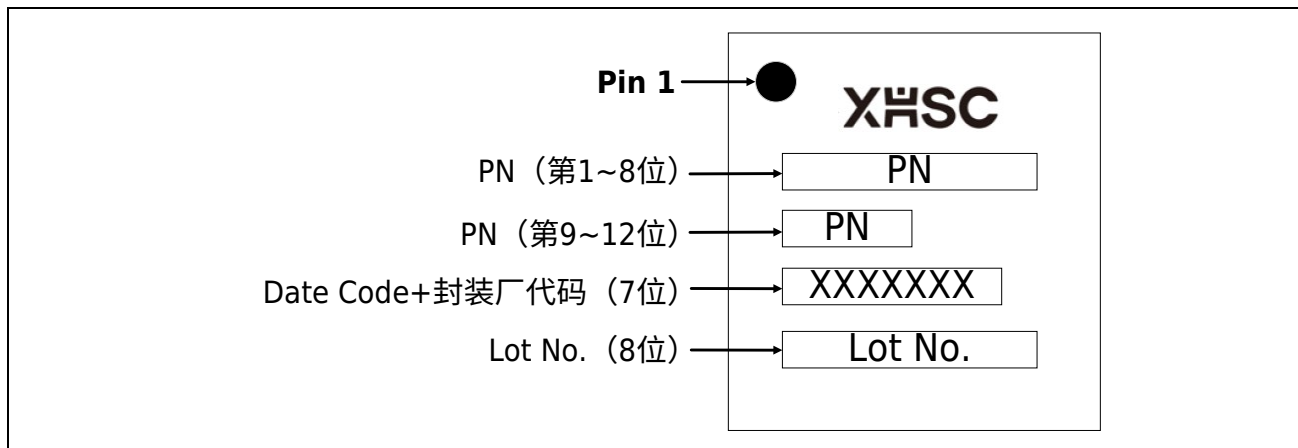 Pin 1
XHSC
PN（第1~8位） PN
PN（第9~12位） PN
Date Code+封装厂代码（7位） XXXXXXX
Lot No.（8位） Lot No.